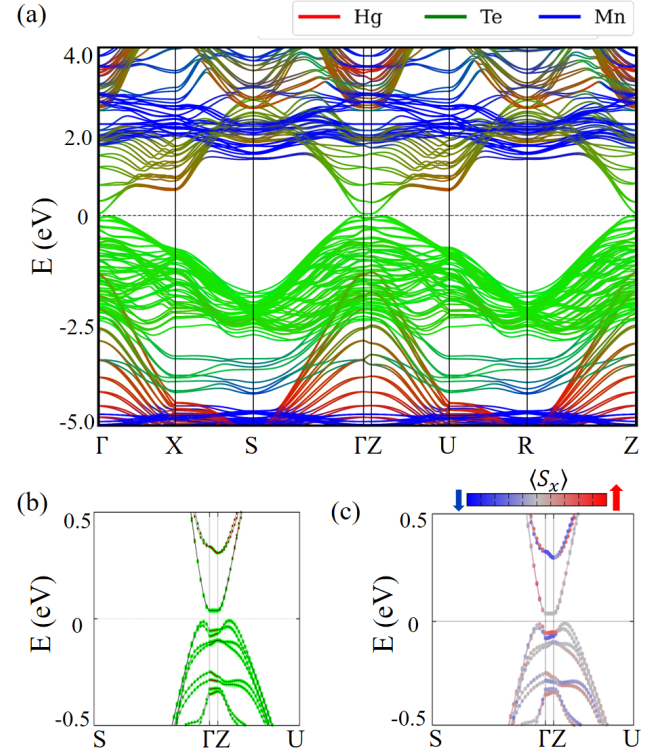 (a)
Hg Te Mn
4.0
2.0
0
-2.5
-5.0
E (eV)
Γ X S ΓZ U R Z
⟨Sₓ⟩
(b)
0.5
0
-0.5
E (eV)
S ΓZ U
(c)
0.5
0
-0.5
E (eV)
S ΓZ U